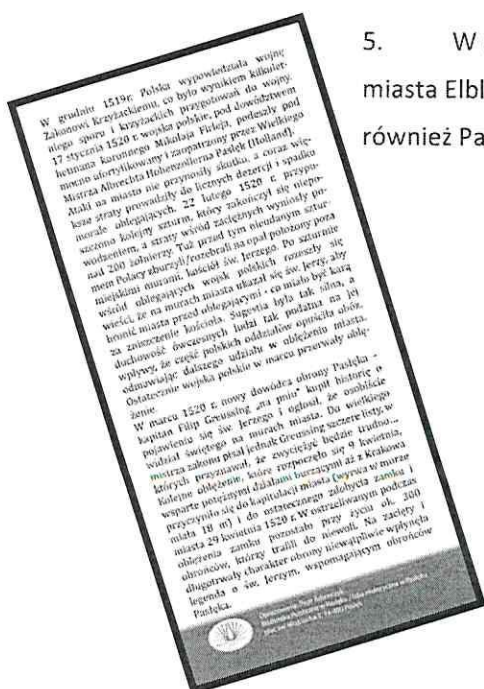 5. W
miasta Elbl
również Pa
W grudniu 1519r. Polska wypowiedziała wojnę
Zakonowi Krzyżackiemu, co było wynikiem kilkulet-
niego sporu i krzyżackich przygotowań do wojny.
17 stycznia 1520 r. wojska polskie, pod dowództwem
hetmana koronnego Mikołaja Firleja, podeszły pod
mocno ufortyfikowany i zaopatrzony przez Wielkiego
Mistrza Albrechta Hohenzollerna Pasłęk (Holland).
Ataki na miasto nie przynosiły skutku, a coraz więk-
sze straty prowadziły do licznych dezercji i spadku
morale oblegających. 22 lutego 1520 r. przypu-
szczono kolejny szturm, który zakończył się niepo-
wodzeniem, a straty wśród zaciężnych wyniosły po-
nad 200 żołnierzy. Tuż przed tym nieudanym sztur-
mem Polacy zburzyli/rozebrali na opał położony poza
miejskimi murami, kościół św. Jerzego. Po szturmie
wśród oblegających wojsk polskich rozeszły się
wieści, że na murach miasta ukazał się św. Jerzy, aby
bronić miasta przed oblegającymi - co miało być karą
za zniszczenie kościoła. Sugestia była tak silna, a
duchowość ówczesnych ludzi tak podatna na jej
wpływy, że część polskich oddziałów opuściła obóz,
odmawiając dalszego udziału w oblężeniu miasta.
Ostatecznie wojska polskie w marcu przerwały oblę-
żenie.
W marcu 1520 r. nowy dowódca obrony Pasłęka -
kapitan Filip Greussing „na pniu" kupił historię o
pojawieniu się św. Jerzego i ogłosił, że osobiście
widział świętego na murach miasta. Do wielkiego
mistrza zakonu pisał jednak Greussing szczere listy, w
których przyznawał, że zwyciężyć będzie trudno...
Kolejne oblężenie, które rozpoczęło się 9 kwietnia,
wsparte potężnymi działami burzącymi aż z Krakowa
przyczyniło się do kapitulacji miasta (wyrwa w murze
miała 18 m) i do ostatecznego zdobycia zamku i
miasta 29 kwietnia 1520 r. W ostrzeliwanym podczas
oblężenia zamku pozostało przy życiu ok. 300
obrońców, którzy trafili do niewoli. Na zacięty i
długotrwały charakter obrony niewątpliwie wpłynęła
legenda o św. Jerzym, wspomagającym obrońców
Pasłęka.